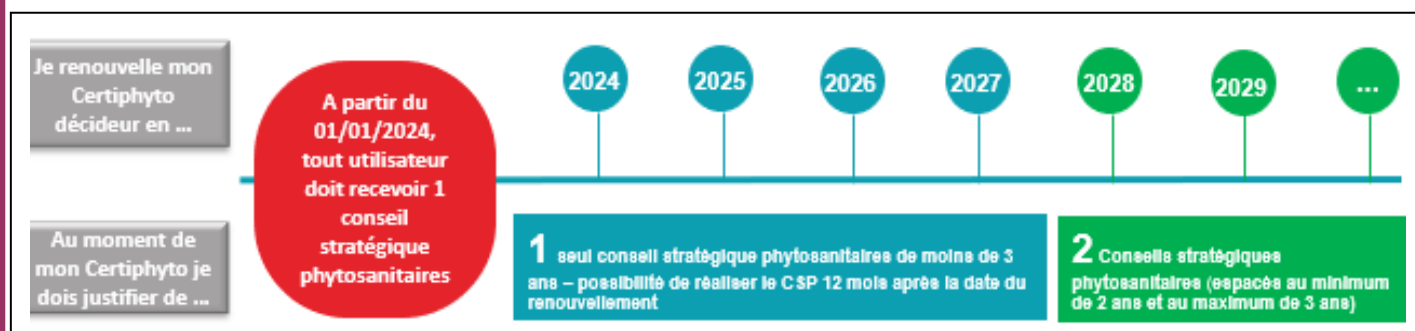 Je renouvelle mon
Certiphyto
décideur en ...
A partir du
01/01/2024,
tout utilisateur
doit recevoir 1
conseil
stratégique
phytosanitaires
2024
2025
2026
2027
2028
2029
...
Au moment de
mon Certiphyto je
dois justifier de ...
1 seul conseil stratégique phytosanitaires de moins de 3
ans – possibilité de réaliser le CSP 12 mois après la date du
renouvellement
2 Conseils stratégiques
phytosanitaires (espacés au minimum
de 2 ans et au maximum de 3 ans)